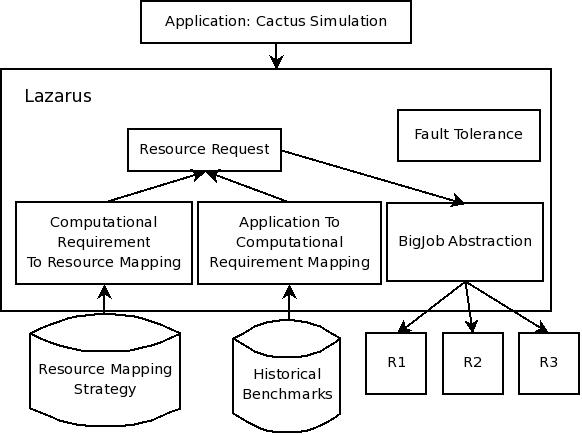 Application: Cactus Simulation
Lazarus
Fault Tolerance
Resource Request
Computational
Requirement
To Resource Mapping
Application To
Computational
Requirement Mapping
BigJob Abstraction
Resource Mapping
Strategy
Historical
Benchmarks
R1
R2
R3